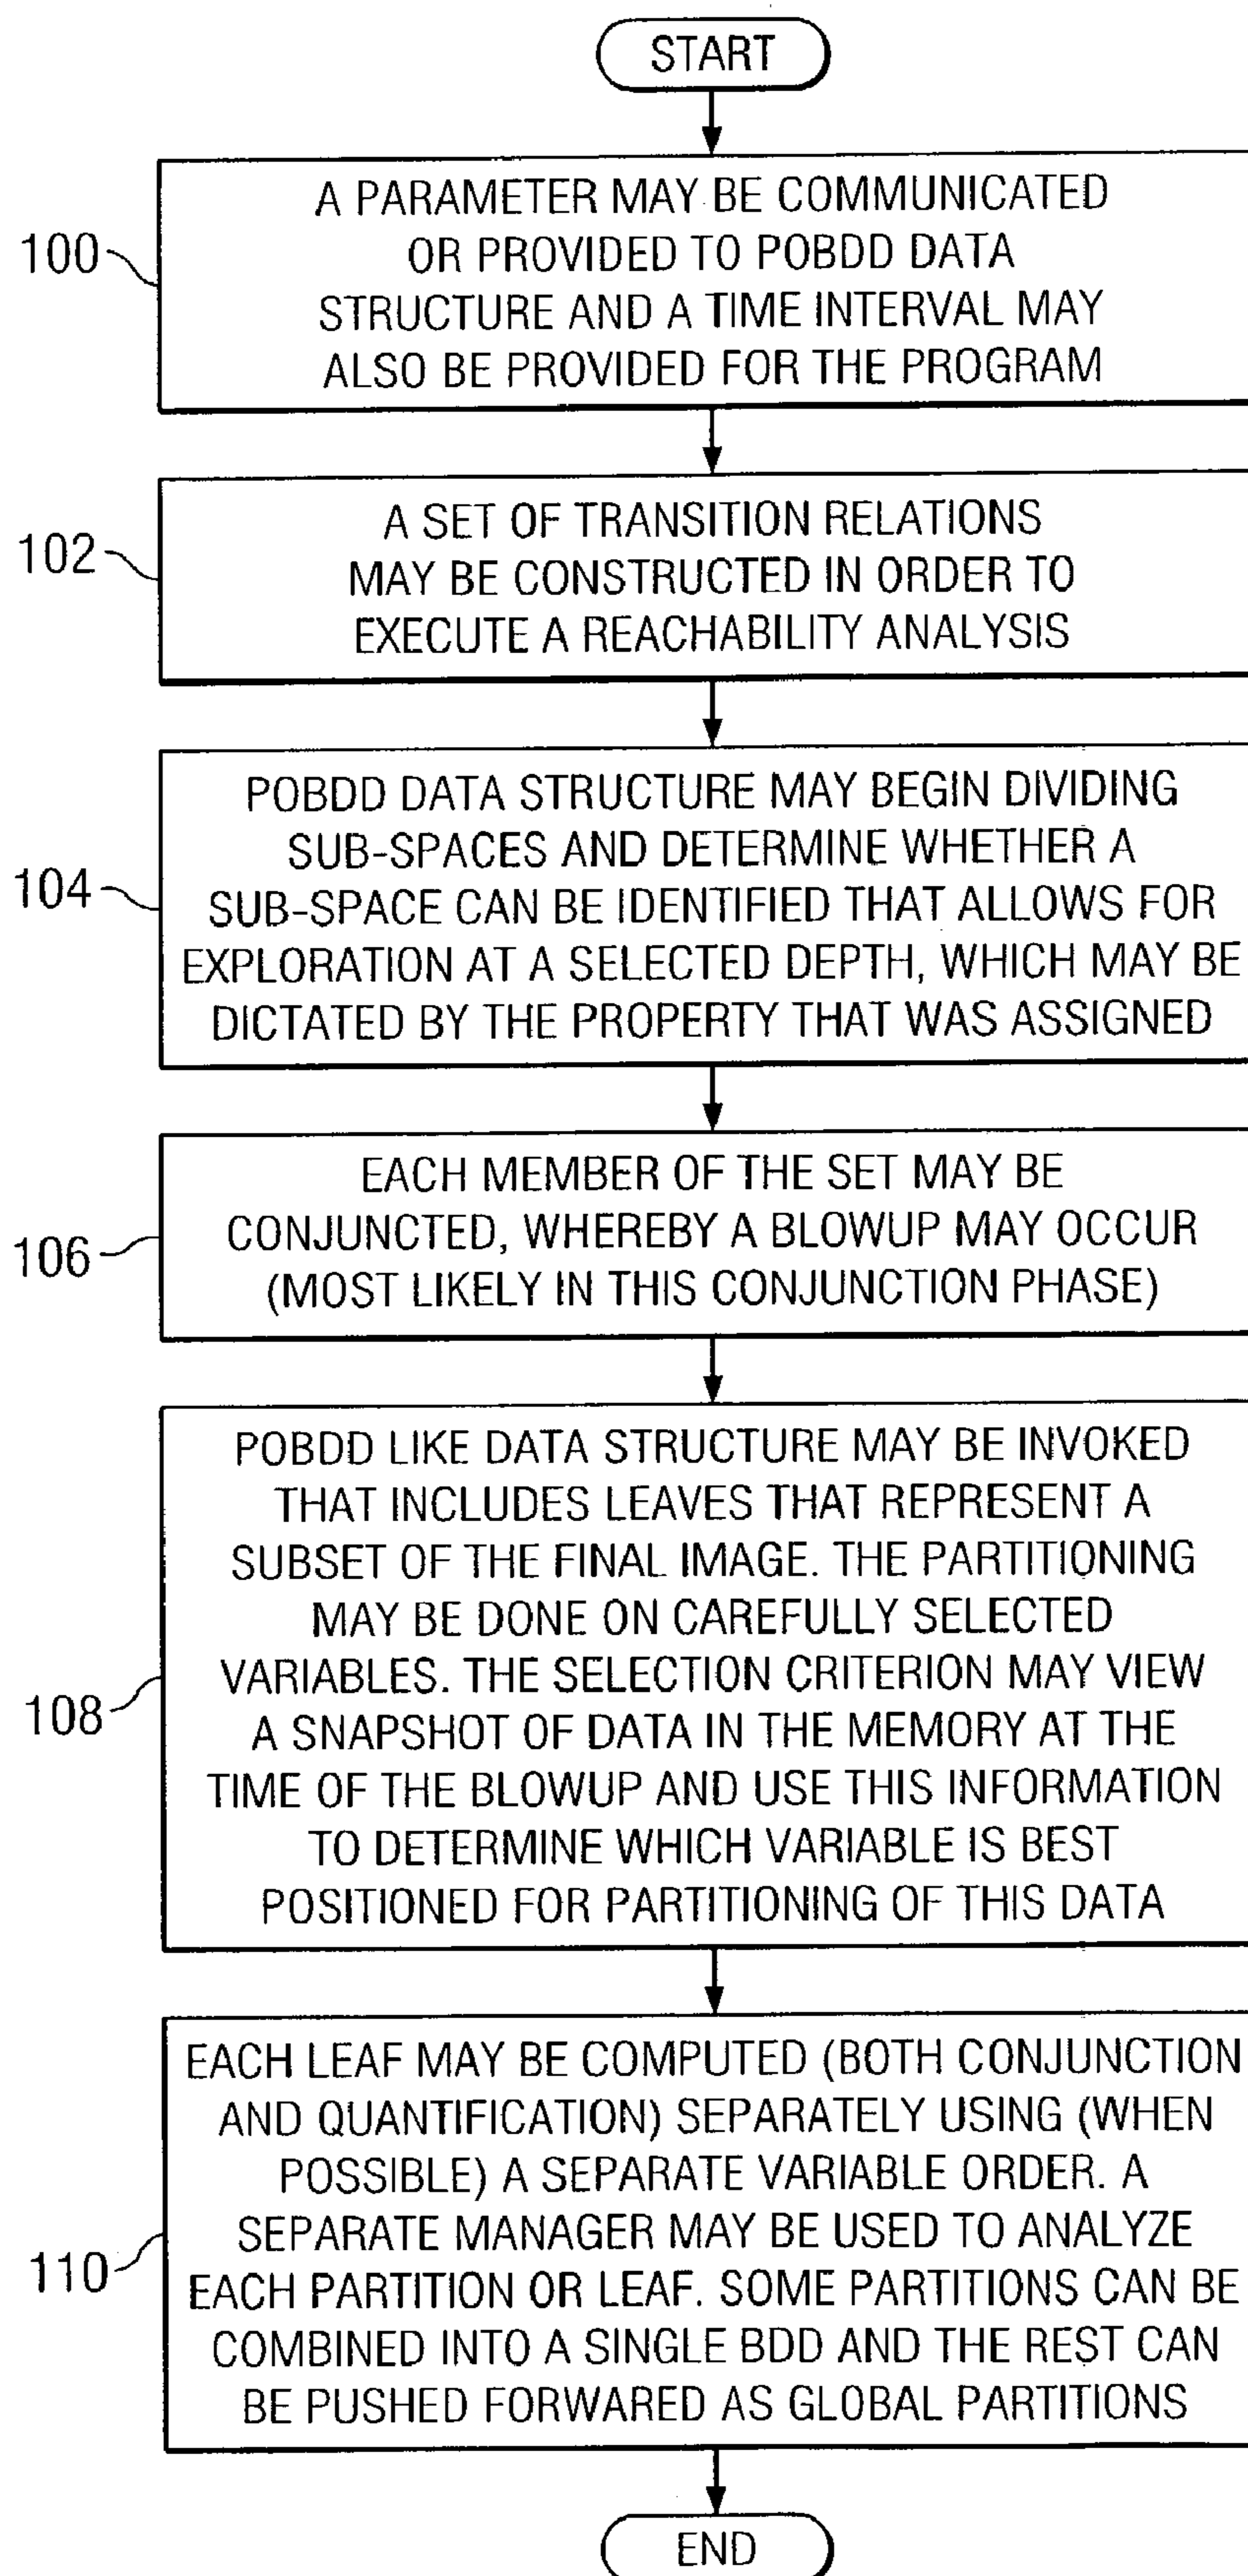 START
100
A PARAMETER MAY BE COMMUNICATED
OR PROVIDED TO POBDD DATA
STRUCTURE AND A TIME INTERVAL MAY
ALSO BE PROVIDED FOR THE PROGRAM
102
A SET OF TRANSITION RELATIONS
MAY BE CONSTRUCTED IN ORDER TO
EXECUTE A REACHABILITY ANALYSIS
104
POBDD DATA STRUCTURE MAY BEGIN DIVIDING
SUB-SPACES AND DETERMINE WHETHER A
SUB-SPACE CAN BE IDENTIFIED THAT ALLOWS FOR
EXPLORATION AT A SELECTED DEPTH, WHICH MAY BE
DICTATED BY THE PROPERTY THAT WAS ASSIGNED
106
EACH MEMBER OF THE SET MAY BE
CONJUNCTED, WHEREBY A BLOWUP MAY OCCUR
(MOST LIKELY IN THIS CONJUNCTION PHASE)
108
POBDD LIKE DATA STRUCTURE MAY BE INVOKED
THAT INCLUDES LEAVES THAT REPRESENT A
SUBSET OF THE FINAL IMAGE. THE PARTITIONING
MAY BE DONE ON CAREFULLY SELECTED
VARIABLES. THE SELECTION CRITERION MAY VIEW
A SNAPSHOT OF DATA IN THE MEMORY AT THE
TIME OF THE BLOWUP AND USE THIS INFORMATION
TO DETERMINE WHICH VARIABLE IS BEST
POSITIONED FOR PARTITIONING OF THIS DATA
110
EACH LEAF MAY BE COMPUTED (BOTH CONJUNCTION
AND QUANTIFICATION) SEPARATELY USING (WHEN
POSSIBLE) A SEPARATE VARIABLE ORDER. A
SEPARATE MANAGER MAY BE USED TO ANALYZE
EACH PARTITION OR LEAF. SOME PARTITIONS CAN BE
COMBINED INTO A SINGLE BDD AND THE REST CAN
BE PUSHED FORWARED AS GLOBAL PARTITIONS
END